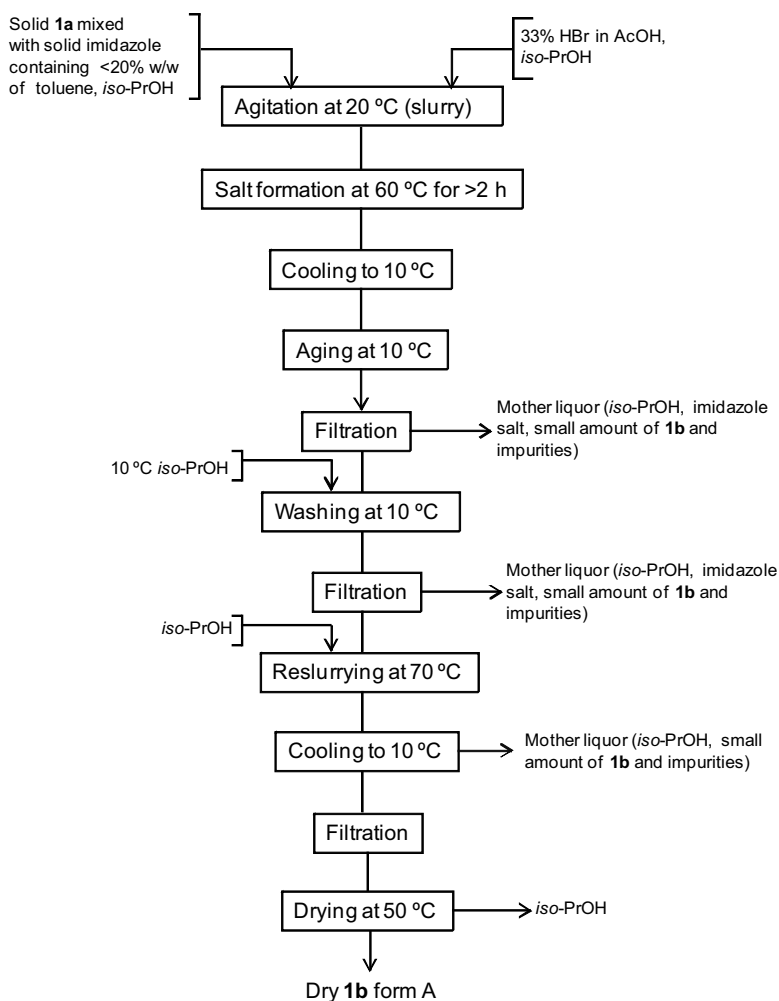 Solid 1a mixed
with solid imidazole
containing <20% w/w
of toluene, iso-PrOH
33% HBr in AcOH,
iso-PrOH
Agitation at 20 ºC (slurry)
Salt formation at 60 ºC for >2 h
Cooling to 10 ºC
Aging at 10 ºC
Filtration
Mother liquor (iso-PrOH, imidazole
salt, small amount of 1b and
impurities)
10 ºC iso-PrOH
Washing at 10 ºC
Filtration
Mother liquor (iso-PrOH, imidazole
salt, small amount of 1b and
impurities)
iso-PrOH
Reslurrying at 70 ºC
Cooling to 10 ºC
Mother liquor (iso-PrOH, small
amount of 1b and impurities)
Filtration
Drying at 50 ºC
iso-PrOH
Dry 1b form A